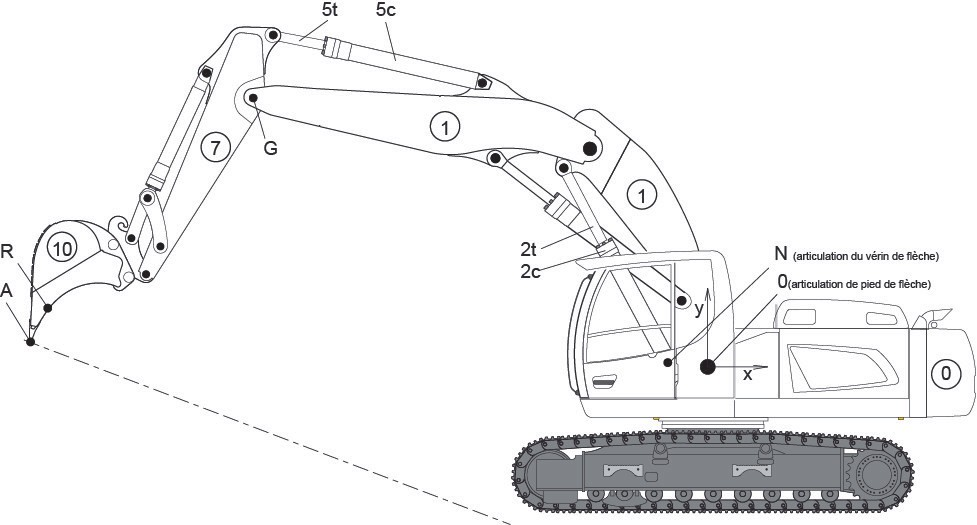 5t
5c
1
G
7
1
10
R
2t
N (articulation du vérin de flèche)
2c
0(articulation de pied de flèche)
A
y
x
0